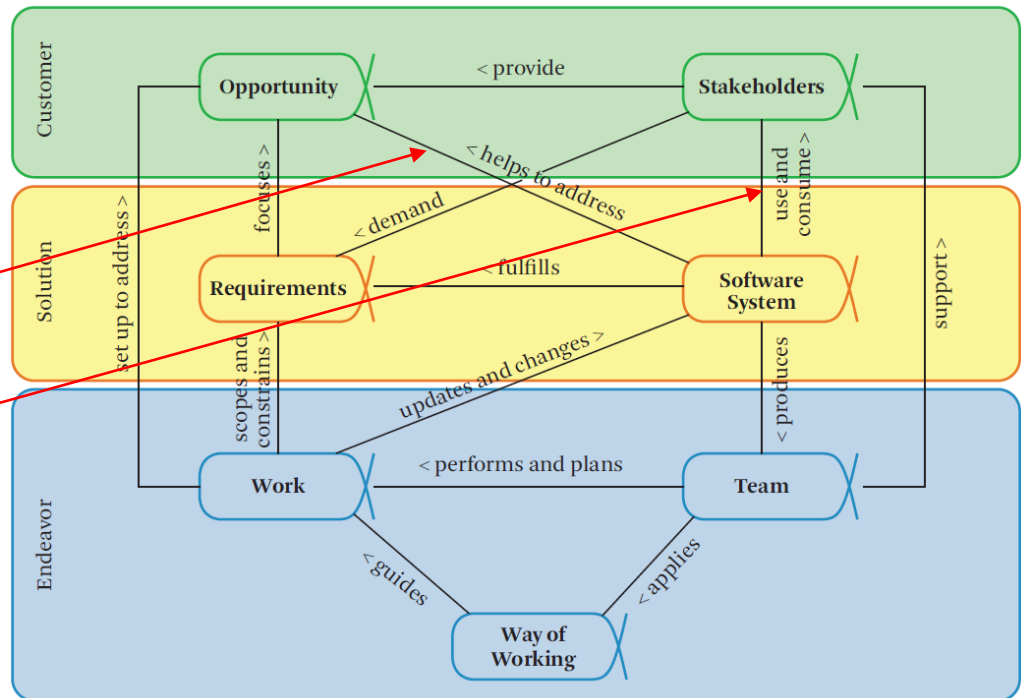 Customer
Opportunity
< provide
Stakeholders
focuses >
< helps to address
use and
consume >
< demand
Solution
set up to address >
Requirements
< fulfills
Software
System
support >
scopes and
constrains >
updates and changes >
< produces
Endeavor
Work
< performs and plans
Team
< guides
< applies
Way of
Working